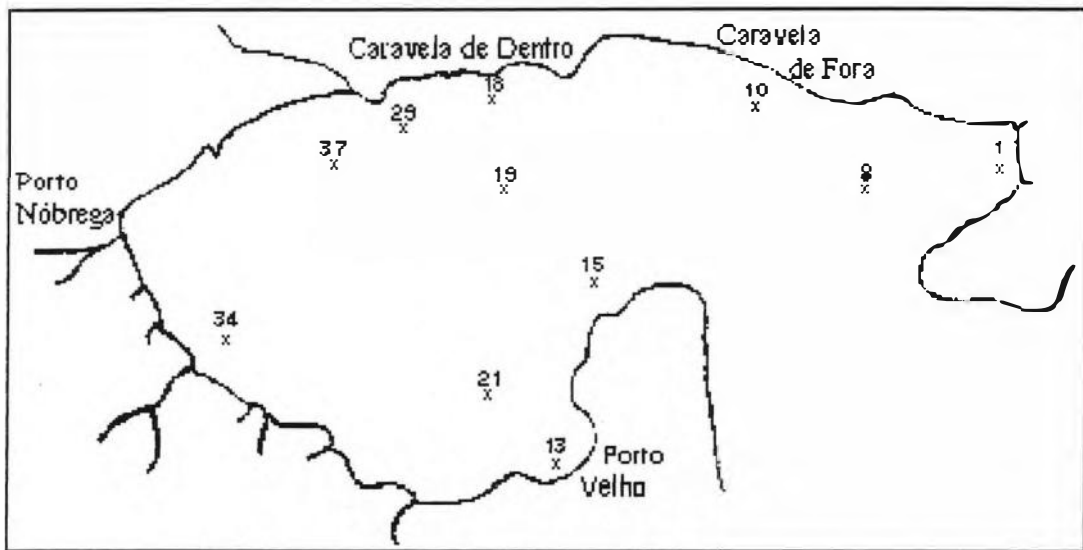 Caravela de Dentro
Caravela
de Fora
18
10
29
37
19
1
Porto
Nóbrega
15
34
21
13
Porto
Velho